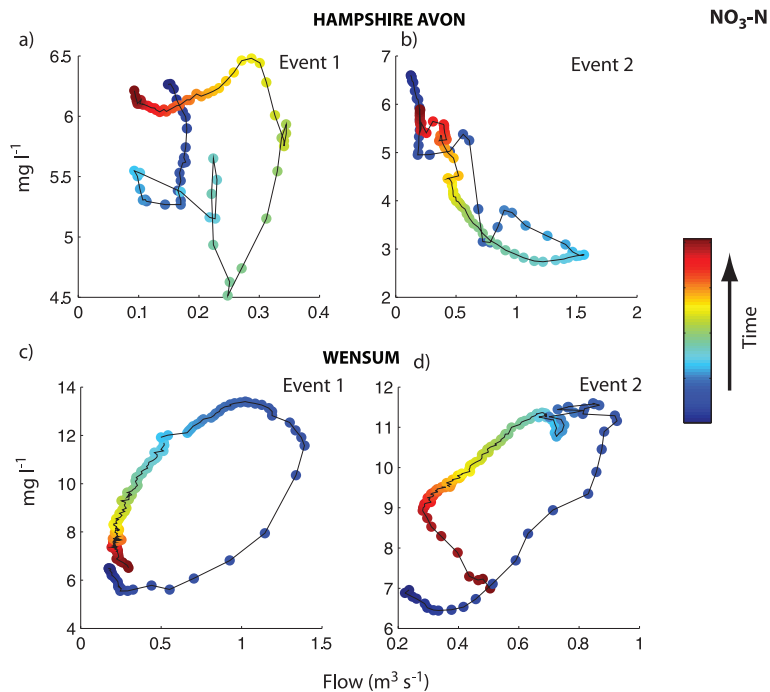 HAMPSHIRE AVON
NO3-N
a)
Event 1
b)
Event 2
6.5
6
5.5
5
4.5
mg l-1
0.1
0.2
0.3
0.4
7
6
5
4
3
2
0
0.5
1
1.5
2
Time
WENSUM
c)
Event 1
d)
Event 2
14
12
10
8
6
4
mg l-1
0
0.5
1
1.5
12
11
10
9
8
7
6
0.2
0.4
0.6
0.8
1
Flow (m3 s-1)